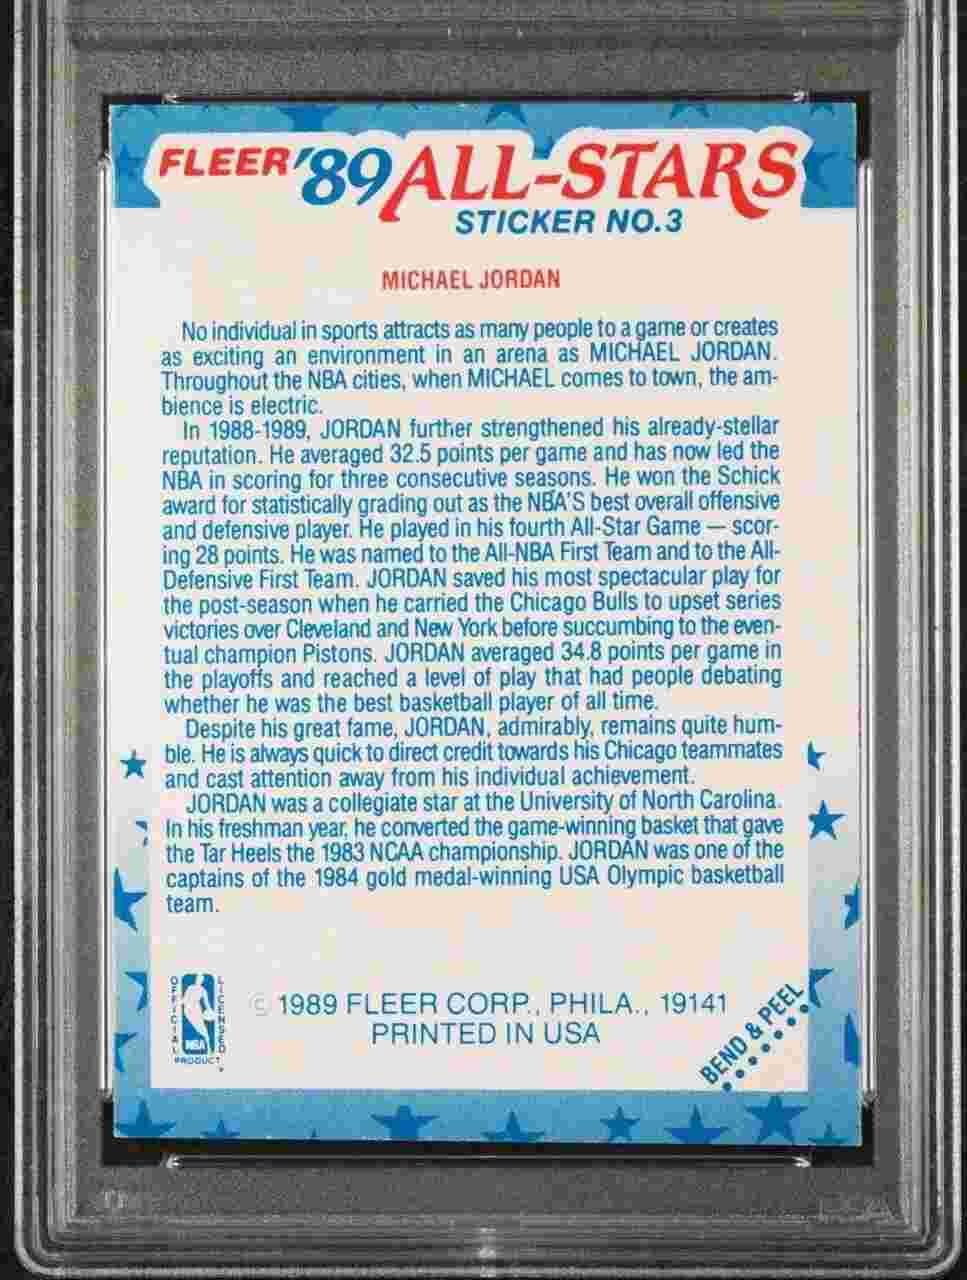 FLEER '89 ALL-STARS
STICKER NO.3
MICHAEL JORDAN
No individual in sports attracts as many people to a game or creates
as exciting an environment in an arena as MICHAEL JORDAN.
Throughout the NBA cities, when MICHAEL comes to town, the am-
bience is electric.
In 1988-1989, JORDAN further strengthened his already-stellar
reputation. He averaged 32.5 points per game and has now led the
NBA in scoring for three consecutive seasons. He won the Schick
award for statistically grading out as the NBA'S best overall offensive
and defensive player. He played in his fourth All-Star Game — scor-
ing 28 points. He was named to the All-NBA First Team and to the All-
Defensive First Team. JORDAN saved his most spectacular play for
the post-season when he carried the Chicago Bulls to upset series
victories over Cleveland and New York before succumbing to the even-
tual champion Pistons. JORDAN averaged 34.8 points per game in
the playoffs and reached a level of play that had people debating
whether he was the best basketball player of all time.
Despite his great fame, JORDAN, admirably, remains quite hum-
ble. He is always quick to direct credit towards his Chicago teammates
and cast attention away from his individual achievement.
JORDAN was a collegiate star at the University of North Carolina.
In his freshman year, he converted the game-winning basket that gave
the Tar Heels the 1983 NCAA championship. JORDAN was one of the
captains of the 1984 gold medal-winning USA Olympic basketball
team.
OFFICIAL LICENSED
NBA
PRODUCT
© 1989 FLEER CORP., PHILA., 19141
PRINTED IN USA
BEND & PEEL